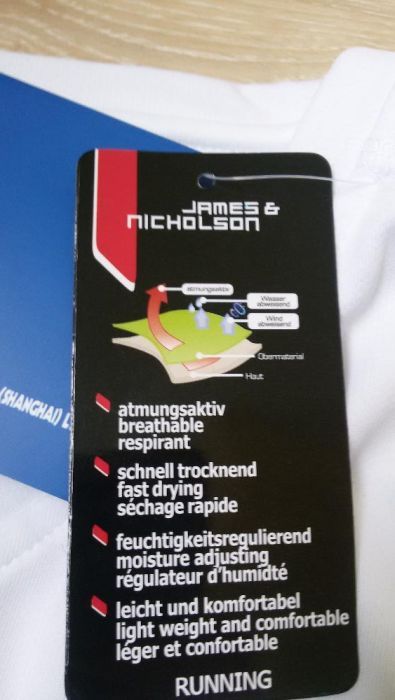 JAMES &
NICHOLSON
atmungsaktiv
Wasser
abweisend
Wind
abweisend
Obermaterial
Haut
(SHANGHAI) L
atmungsaktiv
breathable
respirant
schnell trocknend
fast drying
séchage rapide
feuchtigkeitsregulierend
moisture adjusting
régulateur d'humidté
leicht und komfortabel
light weight and comfortable
léger et confortable
RUNNING